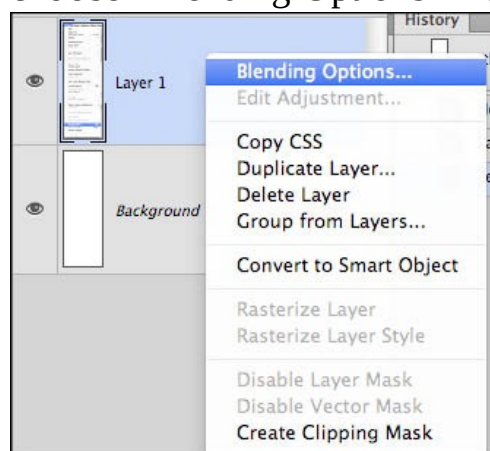 History
Layer 1
Blending Options...
Edit Adjustment...
Copy CSS
Duplicate Layer...
Delete Layer
Group from Layers...
Background
Convert to Smart Object
Rasterize Layer
Rasterize Layer Style
Disable Layer Mask
Disable Vector Mask
Create Clipping Mask